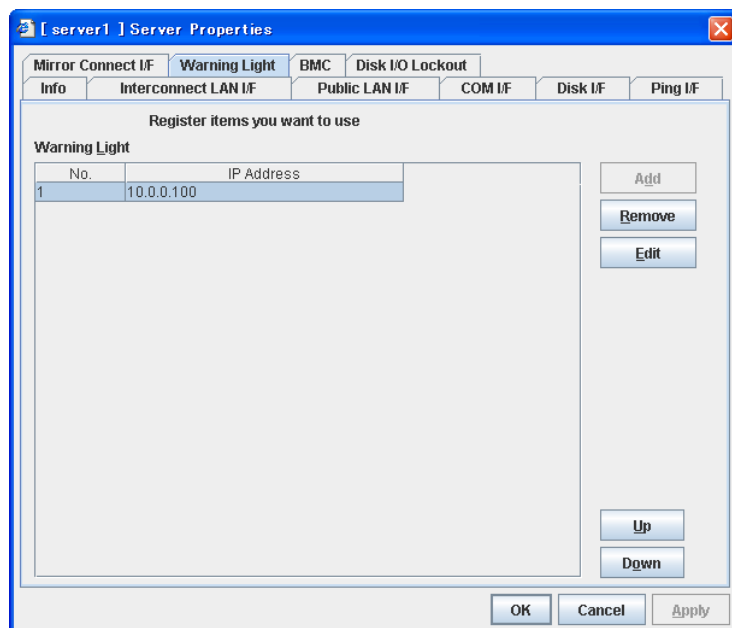 [ server1 ] Server Properties
Mirror Connect I/F Warning Light BMC Disk I/O Lockout
Info Interconnect LAN I/F Public LAN I/F COM I/F Disk I/F Ping I/F
Register items you want to use
Warning Light
No. IP Address
1 10.0.0.100
Add
Remove
Edit
Up
Down
OK Cancel Apply